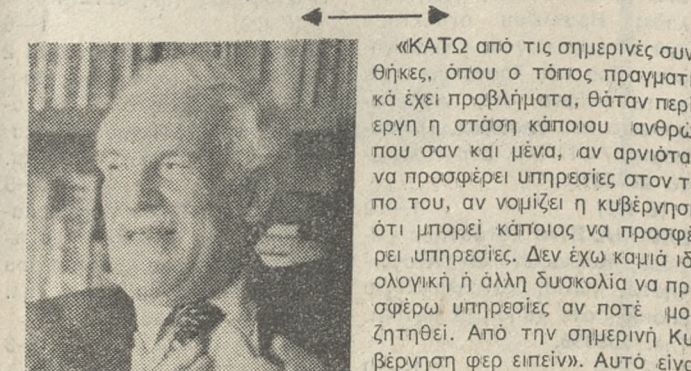 «ΚΑΤΩ από τις σημερινές συν
θήκες, όπου ο τόπος πραγματι
κά έχει προβλήματα, θάταν περί
εργη η στάση κάποιου ανθρώ
που σαν και μένα, αν αρνιότα
να προσφέρει υπηρεσίες στον τ
πο του, αν νομίζει η κυβέρνησ
ότι μπορεί κάποιος να προσφέ
ρει υπηρεσίες. Δεν έχω καμιά ιδ
ολογική ή άλλη δυσκολία να πρ
σφέρω υπηρεσίες αν ποτέ μο
ζητηθεί. Από την σημερινή Κυ
βέρνηση φερ ειπείν». Αυτό είνα